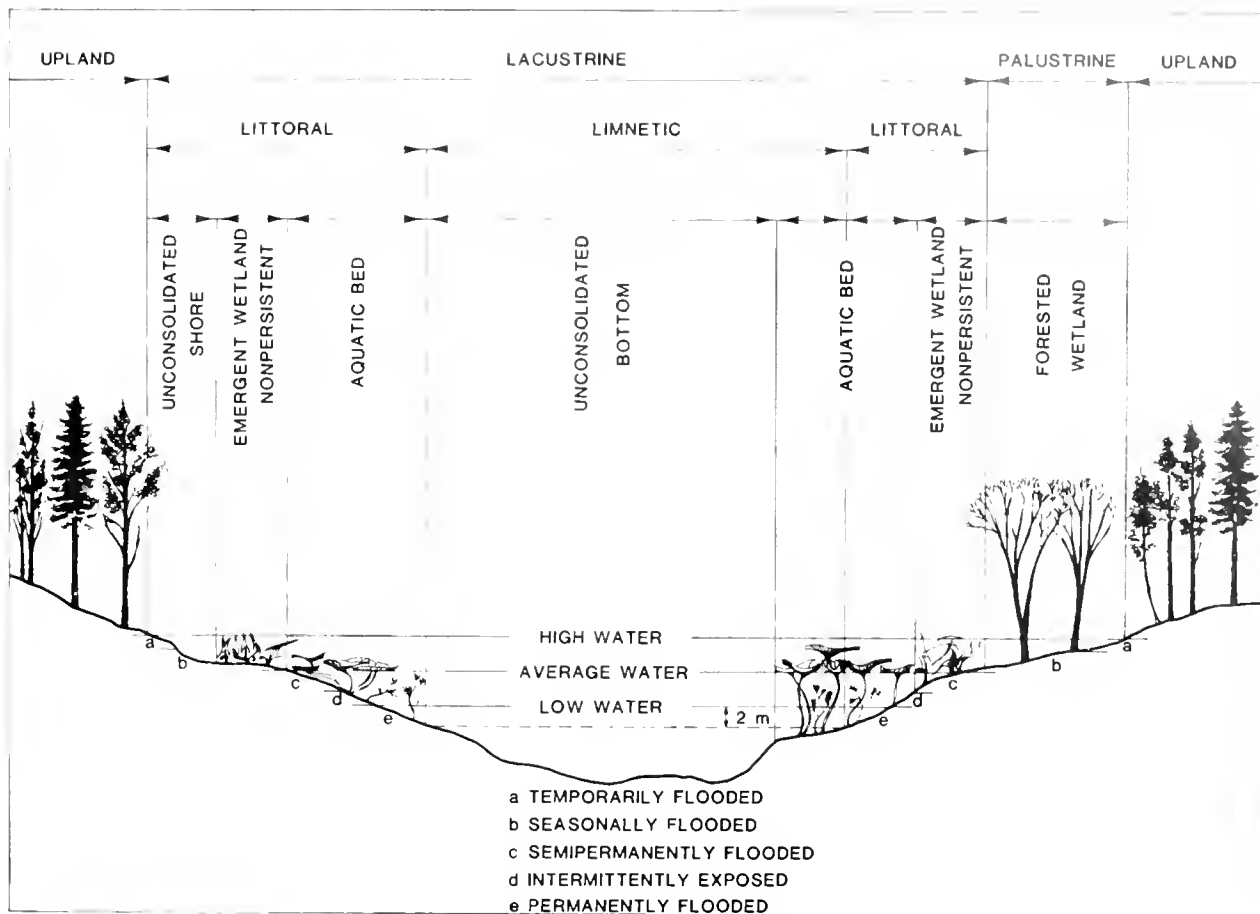 UPLAND
LACUSTRINE
PALUSTRINE
UPLAND
LITTORAL
LIMNETIC
LITTORAL
UNCONSOLIDATED
SHORE
EMERGENT WETLAND
NONPERSISTENT
AQUATIC BED
UNCONSOLIDATED
BOTTOM
AQUATIC BED
EMERGENT WETLAND
NONPERSISTENT
FORESTED
WETLAND
HIGH WATER
AVERAGE WATER
LOW WATER
2 m
a
b
c
d
e
e
d
c
b
a
a TEMPORARILY FLOODED
b SEASONALLY FLOODED
c SEMIPERMANENTLY FLOODED
d INTERMITTENTLY EXPOSED
e PERMANENTLY FLOODED